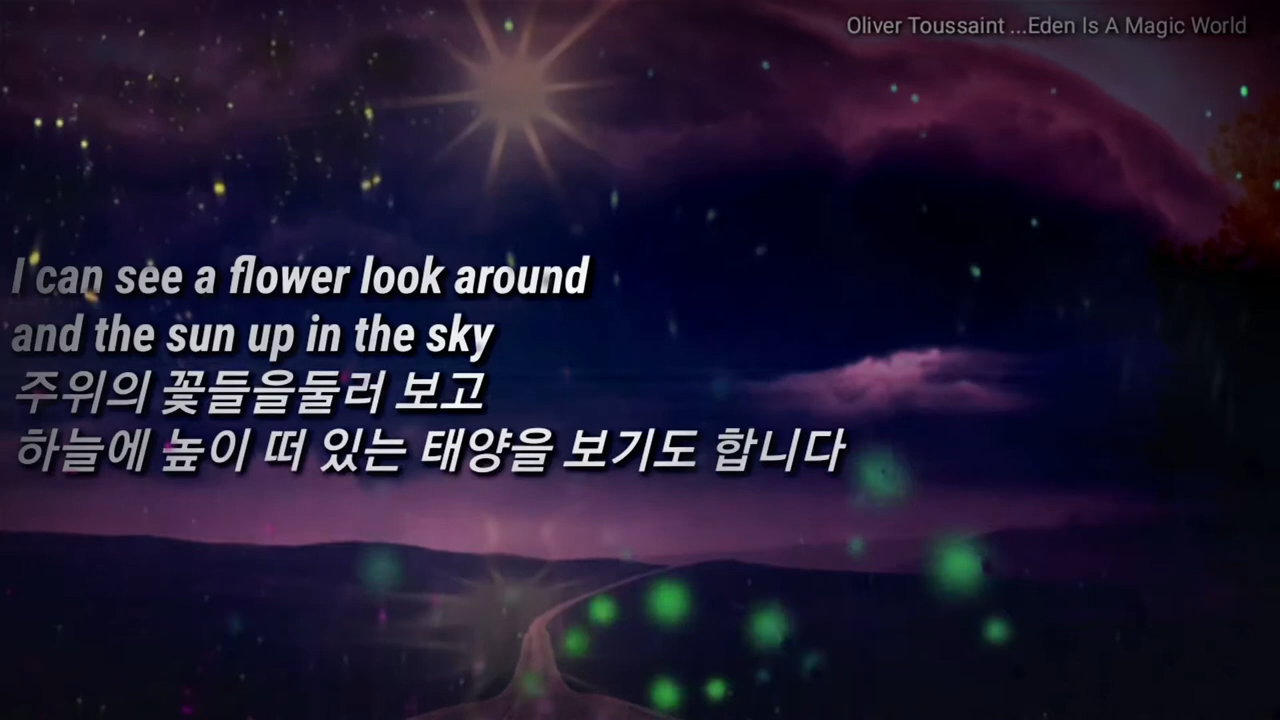 Oliver Toussaint ...Eden Is A Magic World
I can see a flower look around
and the sun up in the sky
주위의 꽃들을둘러 보고
하늘에 높이 떠 있는 태양을 보기도 합니다